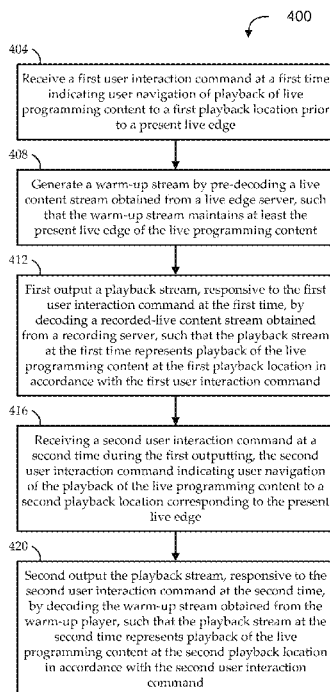 400
404
Receive a first user interaction command at a first time
indicating user navigation of playback of live
programming content to a first playback location prior
to a present live edge
408
Generate a warm-up stream by pre-decoding a live
content stream obtained from a live edge server, such
that the warm-up stream maintains at least the
present live edge of the live programming content
412
First output a playback stream, responsive to the
first user interaction command at the first time, by
decoding a recorded-live content stream obtained
from a recording server, such that the playback stream
at the first time represents playback of the live
programming content at the first playback location in
accordance with the first user interaction command
416
Receiving a second user interaction command at a
second time during the first outputting, the second
user interaction command indicating user navigation
of the playback of the live programming content to a
second playback location corresponding to the present
live edge
420
Second output the playback stream, responsive to the
second user interaction command at the second time,
by decoding the warm-up stream obtained from the
warm-up player, such that the playback stream at the
second time represents playback of the live
programming content at the second playback location
in accordance with the second user interaction
command